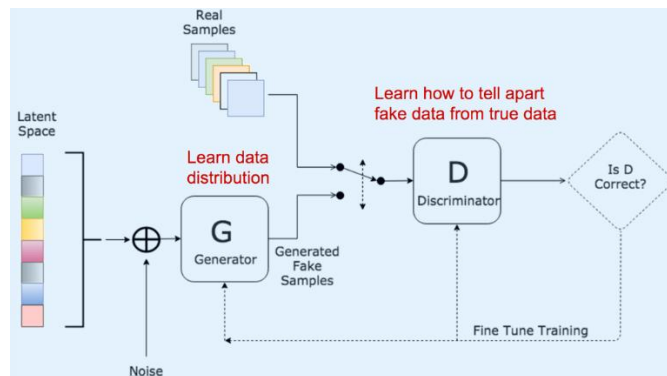 Real
Samples
Learn how to tell apart
fake data from true data
Latent
Space
Learn data
distribution
Is D
Correct?
D
Discriminator
G
Generator
Generated
Fake
Samples
Fine Tune Training
Noise